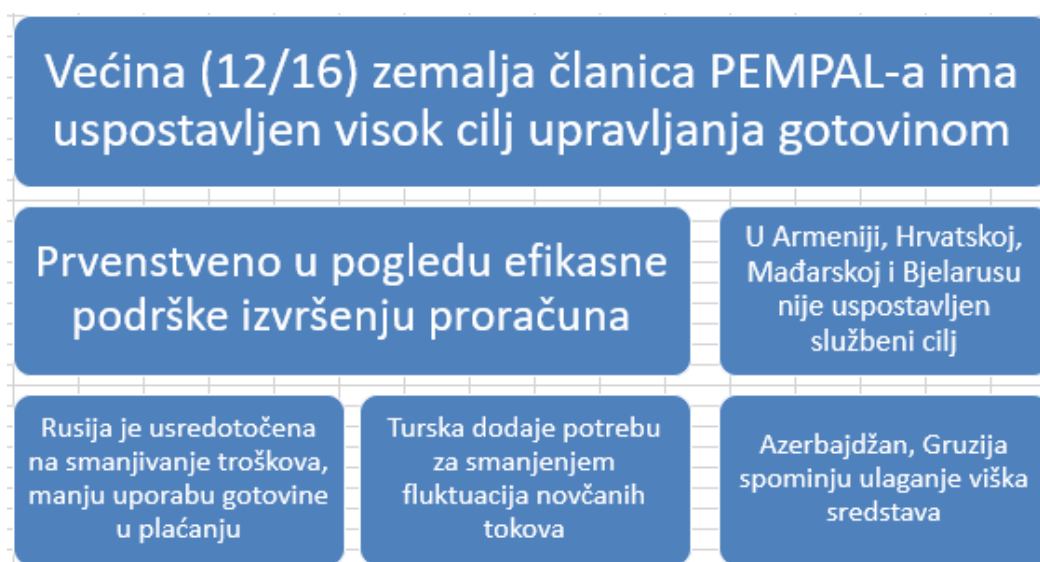 Većina (12/16) zemalja članica PEMPAL-a ima
uspostavljen visok cilj upravljanja gotovinom
Prvenstveno u pogledu efikasne
podrške izvršenju proračuna
U Armeniji, Hrvatskoj,
Mađarskoj i Bjelarusu
nije uspostavljen
službeni cilj
Rusija je usredotočena
na smanjivanje troškova,
manju uporabu gotovine
u plaćanju
Turska dodaje potrebu
za smanjenjem
fluktuacija novčanih
tokova
Azerbajdžan, Gruzija
spominju ulaganje viška
sredstava